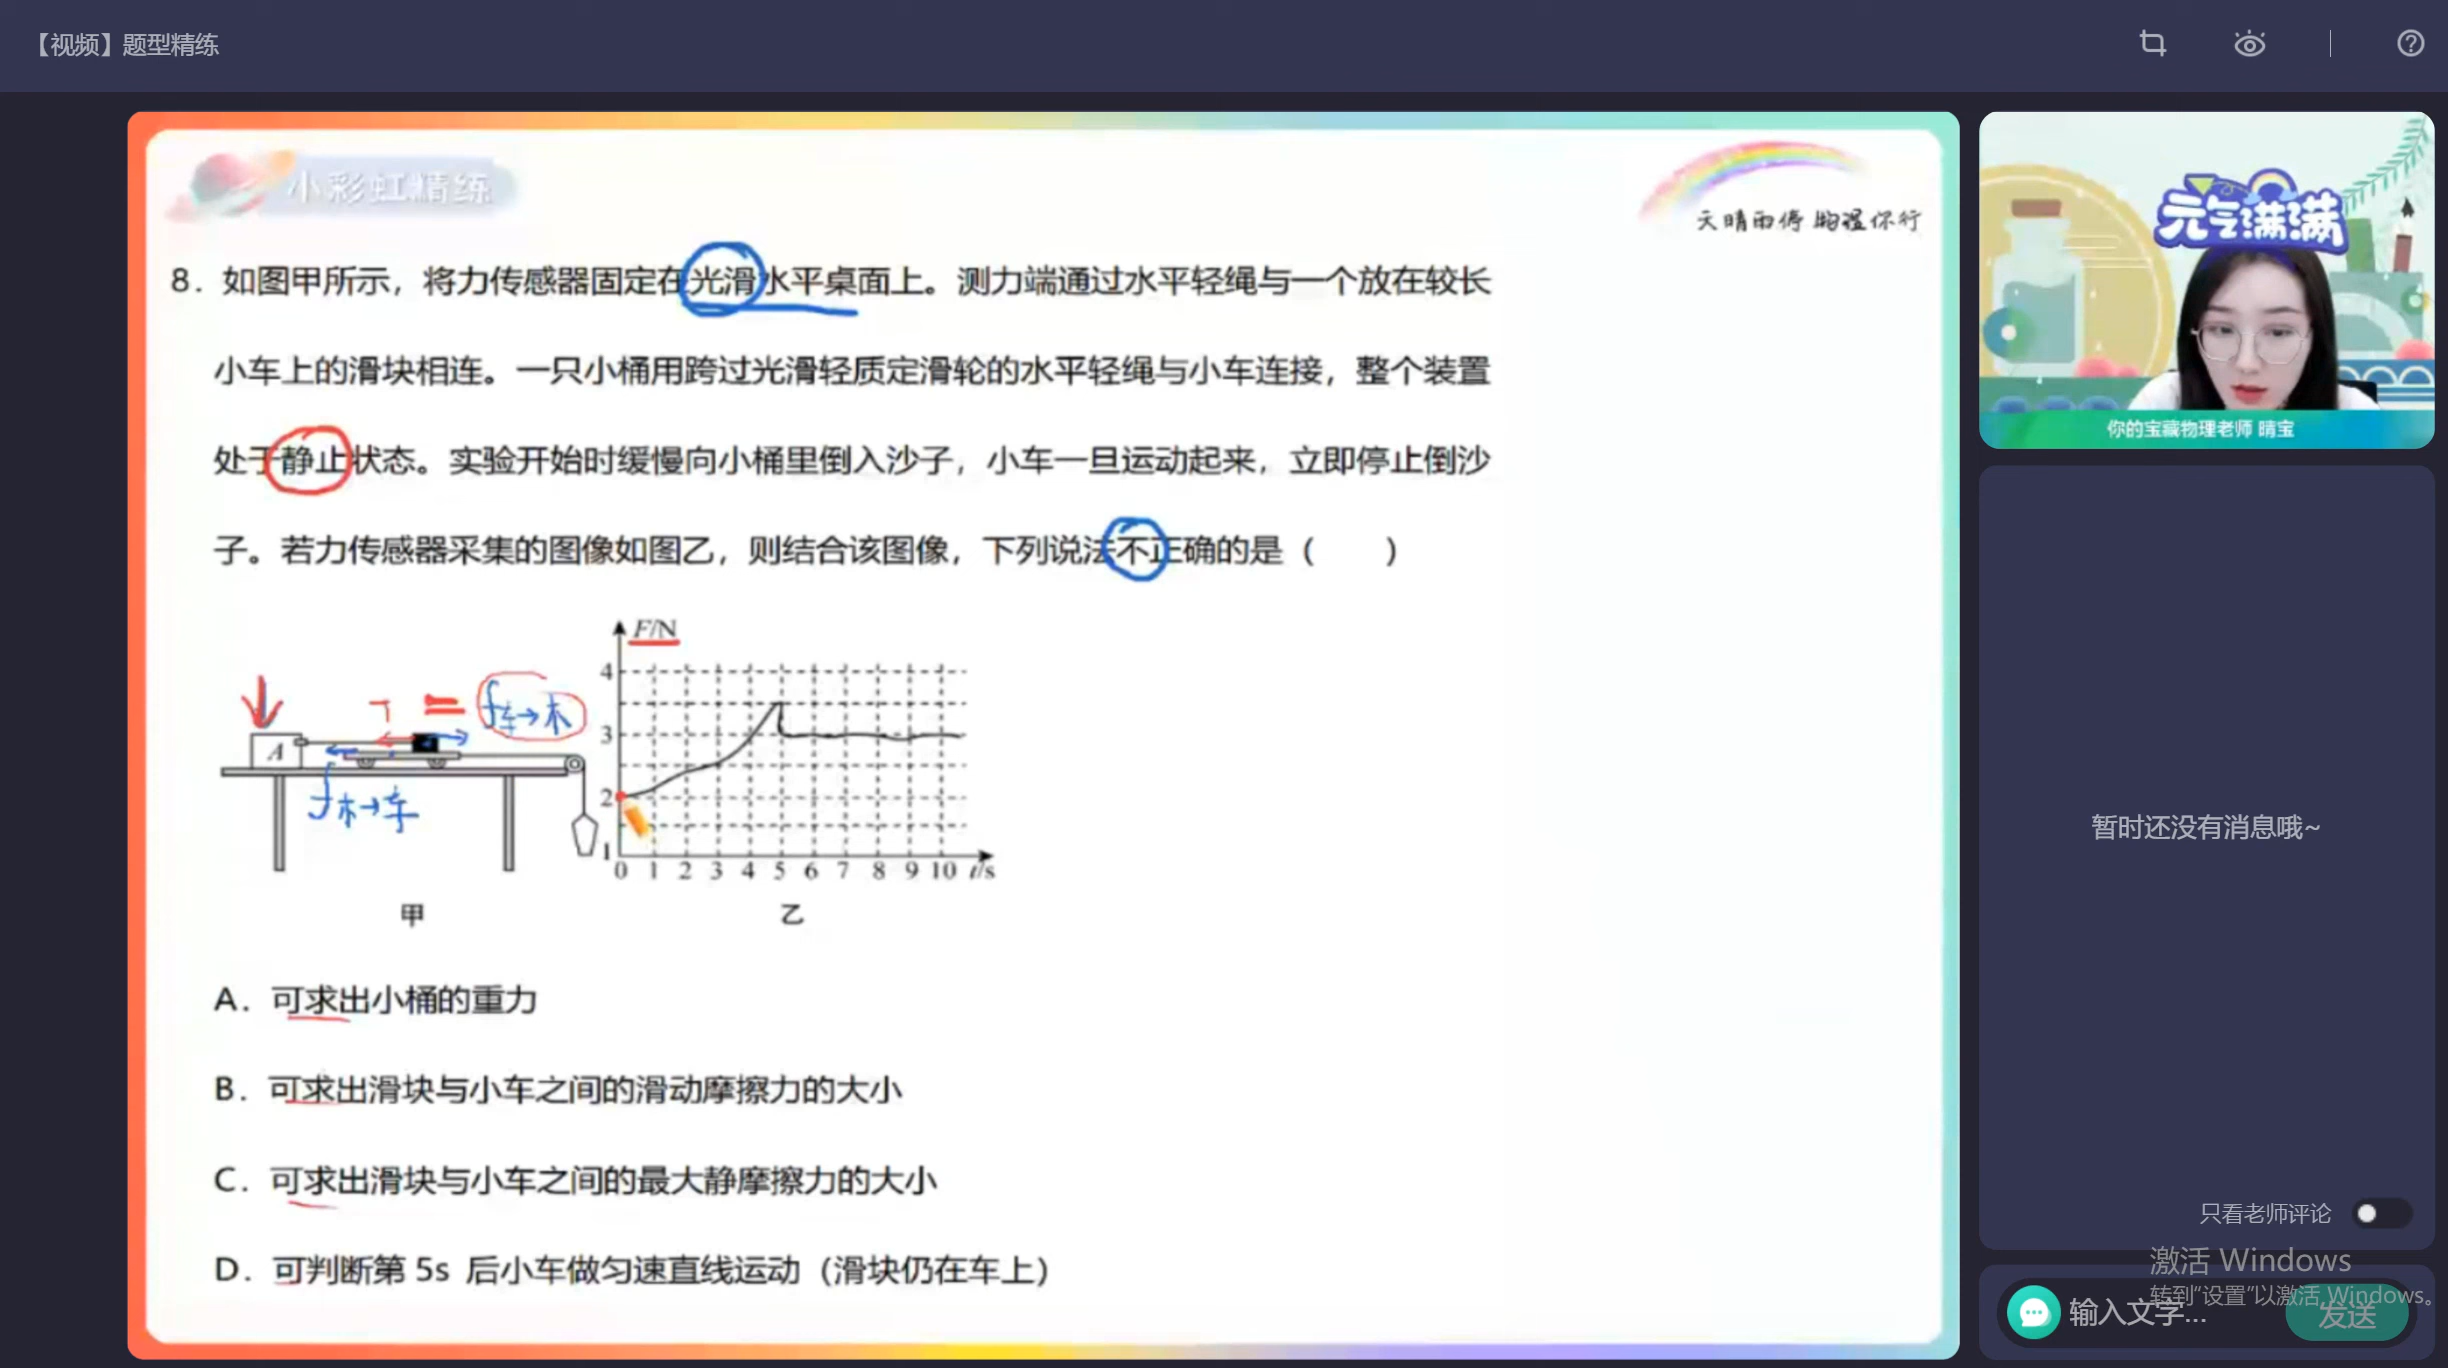 【视频】题型精练
小彩虹精练
天晴雨停 物理你行
8. 如图甲所示，将力传感器固定在光滑水平桌面上。测力端通过水平轻绳与一个放在较长
小车上的滑块相连。一只小桶用跨过光滑轻质定滑轮的水平轻绳与小车连接，整个装置
处于静止状态。实验开始时缓慢向小桶里倒入沙子，小车一旦运动起来，立即停止倒沙
子。若力传感器采集的图像如图乙，则结合该图像，下列说法不正确的是（ ）
F/N
4
3
2
1
0 1 2 3 4 5 6 7 8 9 10 t/s
A
T = f车→木
f木→车
甲
乙
A. 可求出小桶的重力
B. 可求出滑块与小车之间的滑动摩擦力的大小
C. 可求出滑块与小车之间的最大静摩擦力的大小
D. 可判断第 5s 后小车做匀速直线运动（滑块仍在车上）
元气满满
你的宝藏物理老师 晴宝
暂时还没有消息哦~
只看老师评论
激活 Windows
转到"设置"以激活 Windows。
输入文字...
发送